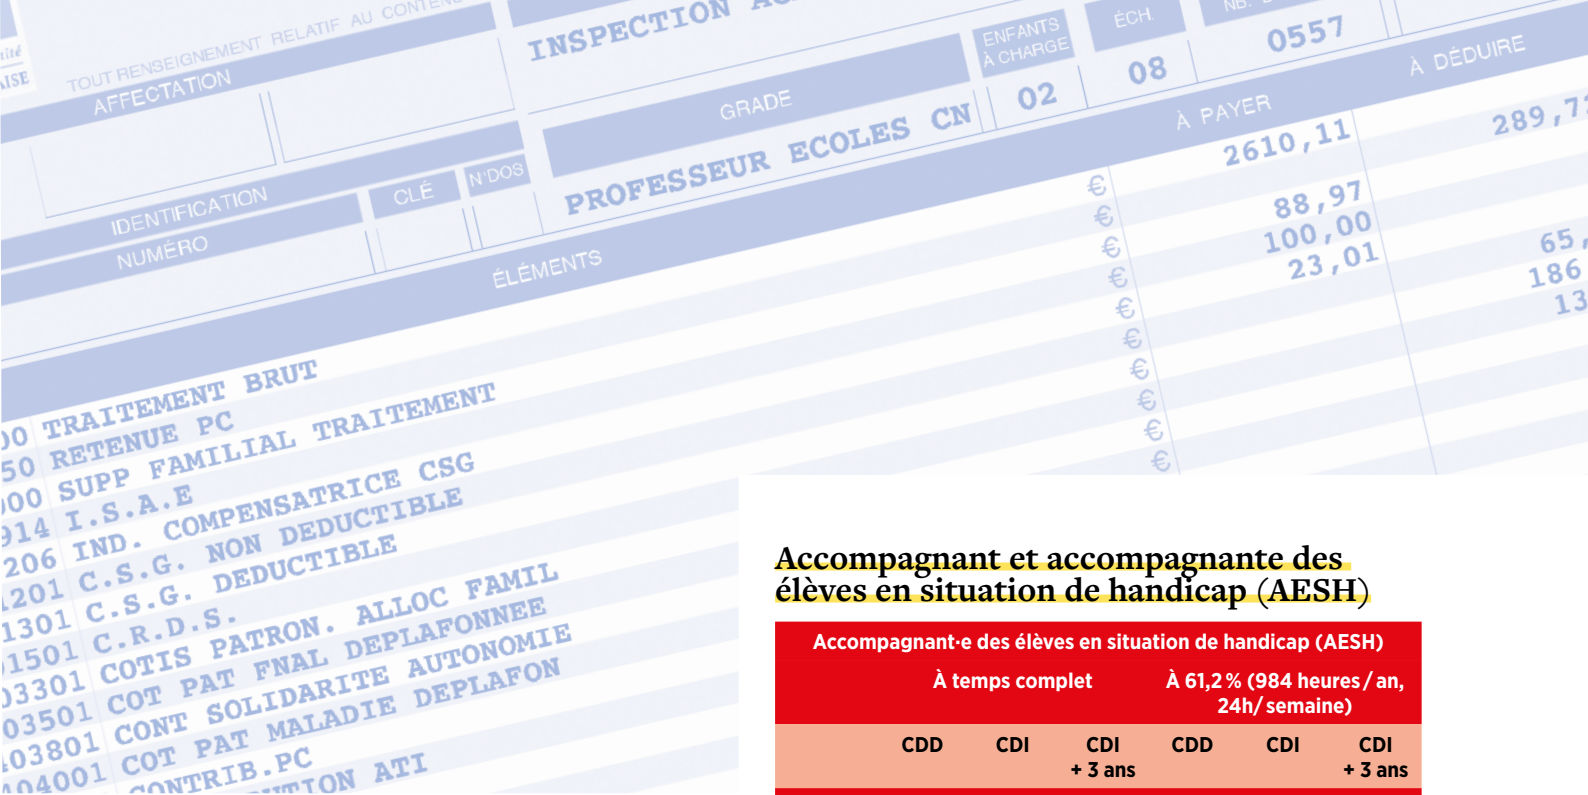 TOUT RENSEIGNEMENT RELATIF AU
AFFECTATION
IDENTIFICATION
NUMÉRO
CLÉ
N°DOS
INSPECTION
GRADE
PROFESSEUR ECOLES CN
ENFANTS
À CHARGE
02
ÉCH.
08
0557
ÉLÉMENTS
À PAYER
À DÉDUIRE
2610,11
88,97
100,00
23,01
€
€
€
€
€
€
€
€
€
€
TRAITEMENT BRUT
RETENUE PC
SUPP FAMILIAL TRAITEMENT
I.S.A.E
IND. COMPENSATRICE CSG
C.S.G. NON DEDUCTIBLE
C.S.G. DEDUCTIBLE
C.R.D.S.
COTIS PATRON. ALLOC FAMIL
COT PAT FNAL DEPLAFONNEE
CONT SOLIDARITE AUTONOMIE
COT PAT MALADIE DEPLAFON
CONTRIB.PC
ATI
Accompagnant et accompagnante des
élèves en situation de handicap (AESH)
Accompagnant·e des élèves en situation de handicap (AESH)
À temps complet
À 61,2 % (984 heures / an,
24h/ semaine)
CDD CDI CDI CDD CDI CDI
+ 3 ans + 3 ans